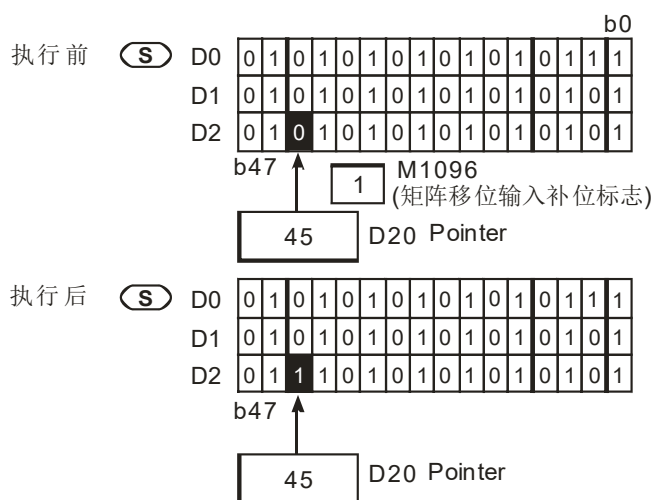 b0
执行前 S D0 0 1 0 1 0 1 0 1 0 1 0 1 0 1 1 1
D1 0 1 0 1 0 1 0 1 0 1 0 1 0 1 0 1
D2 0 1 0 1 0 1 0 1 0 1 0 1 0 1 0 1
b47
1 M1096
(矩阵移位输入补位标志)
45 D20 Pointer
执行后 S D0 0 1 0 1 0 1 0 1 0 1 0 1 0 1 1 1
D1 0 1 0 1 0 1 0 1 0 1 0 1 0 1 0 1
D2 0 1 1 1 0 1 0 1 0 1 0 1 0 1 0 1
b47
45 D20 Pointer